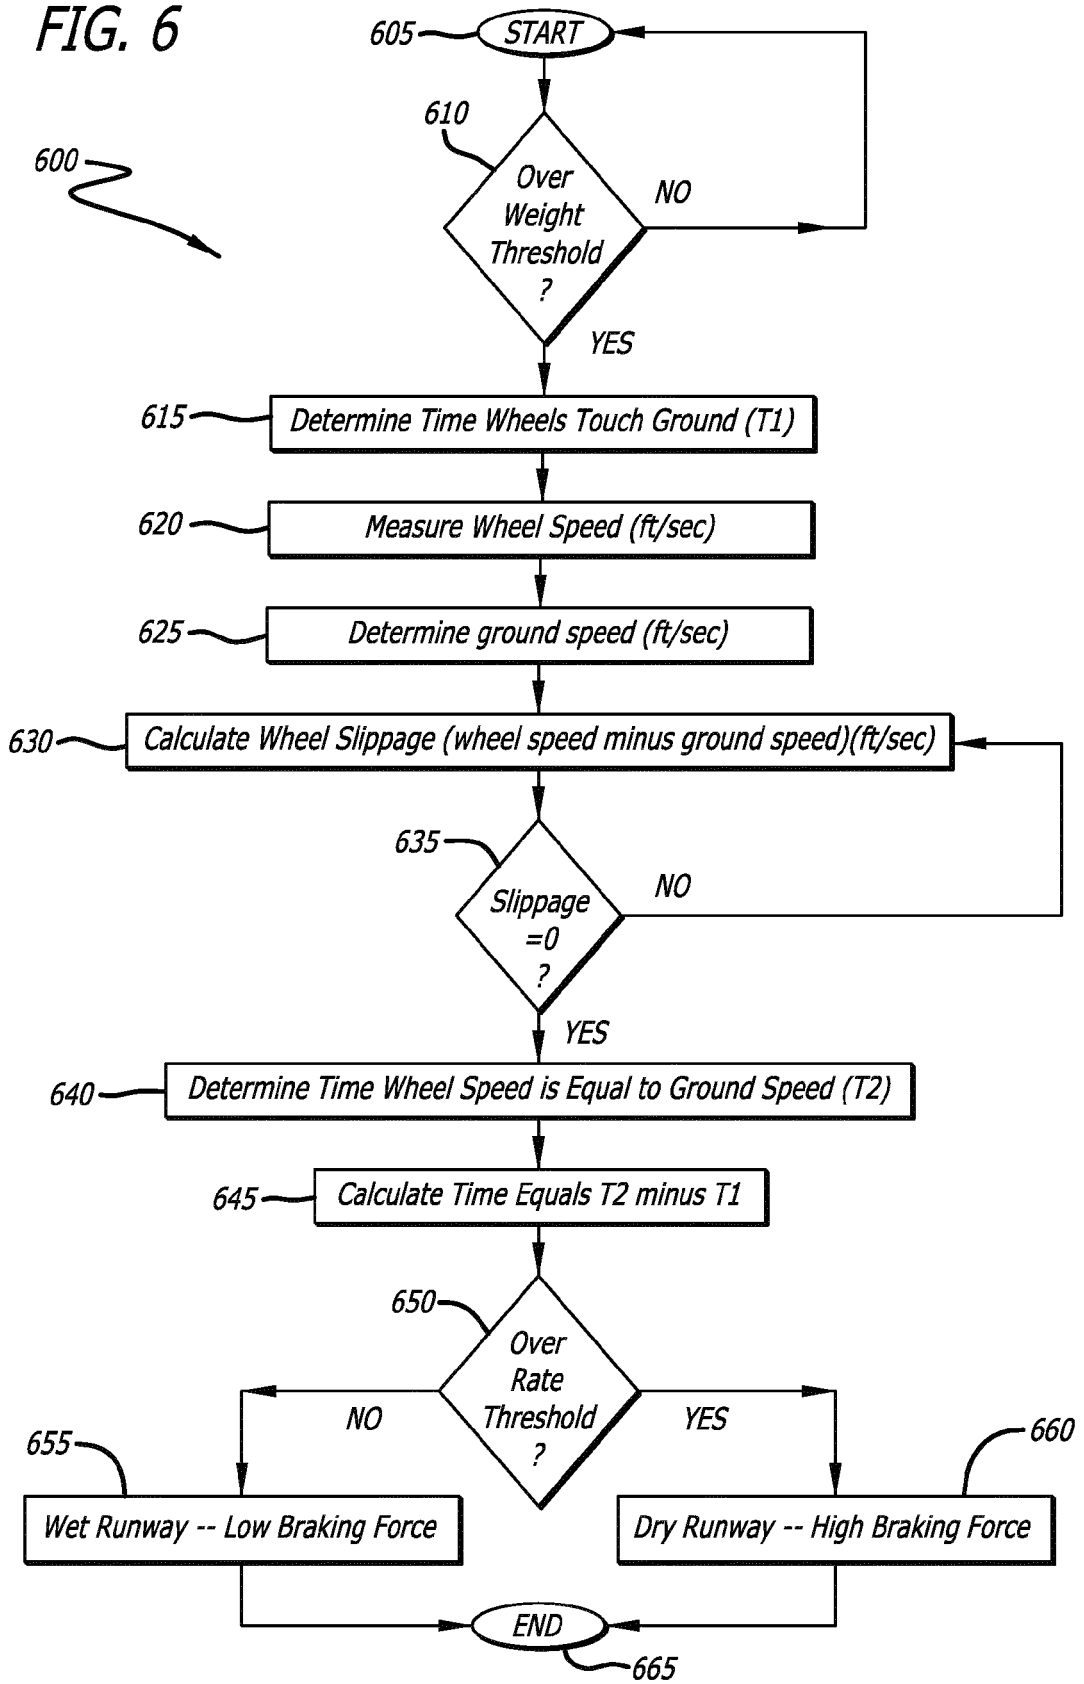 FIG. 6
605
START
610
600
Over
Weight
Threshold
?
NO
YES
615
Determine Time Wheels Touch Ground (T1)
620
Measure Wheel Speed (ft/sec)
625
Determine ground speed (ft/sec)
630
Calculate Wheel Slippage (wheel speed minus ground speed)(ft/sec)
635
Slippage
=0
?
NO
YES
640
Determine Time Wheel Speed is Equal to Ground Speed (T2)
645
Calculate Time Equals T2 minus T1
650
Over
Rate
Threshold
?
NO
YES
655
660
Wet Runway -- Low Braking Force
Dry Runway -- High Braking Force
END
665